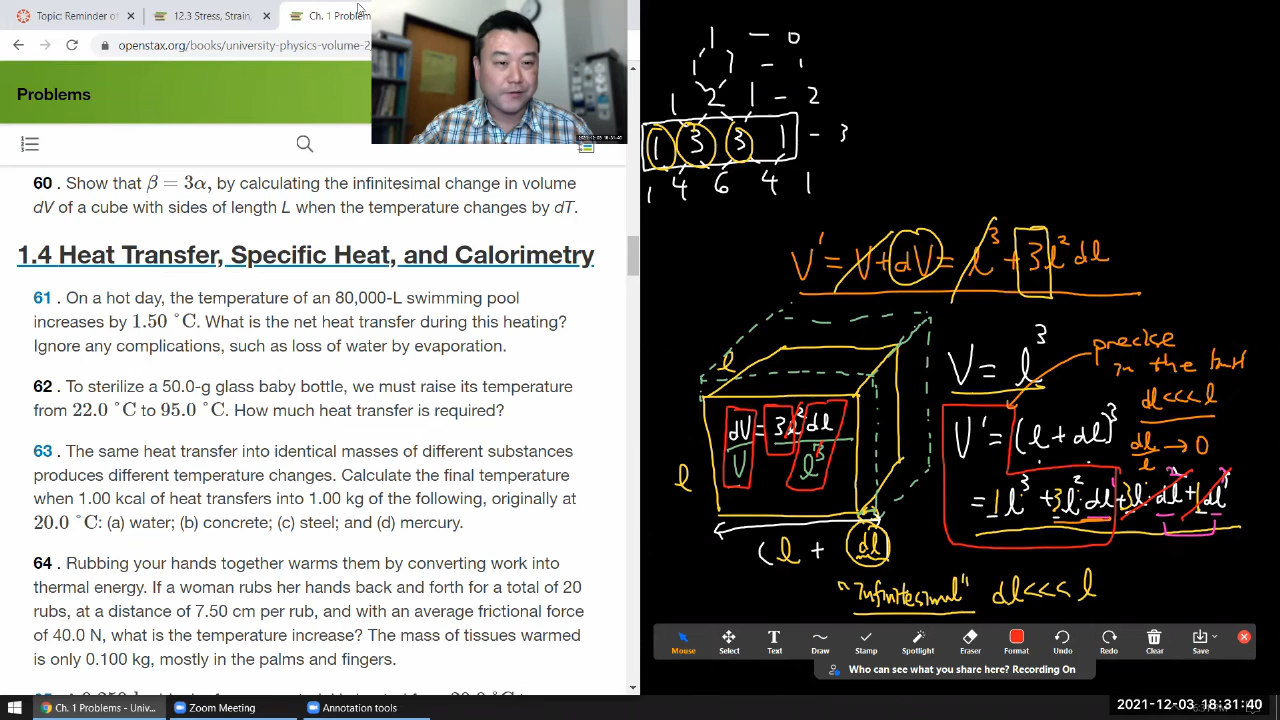 Topic: Reminder of
12.3 Stress, Strain,
Ch. 1 Problem
openstax.org/books/university-physics-volume-2
Problems
60 . Show that β = 3α, by calculating the infinitesimal change in volume
dV of a cube with sides of length L when the temperature changes by dT.
1.4 Heat Transfer, Specific Heat, and Calorimetry
61 . On a hot day, the temperature of an 80,000-L swimming pool
increases by 1.50 °C. What is the net heat transfer during this heating?
Ignore any complications, such as loss of water by evaporation.
62 . To sterilize a 50.0-g glass baby bottle, we must raise its temperature
from 22.0 °C to 95.0 °C. How much heat transfer is required?
63 . The same heat transfer into identical masses of different substances
produces different temperature changes. Calculate the final temperature
when 1.00 kcal of heat transfers into 1.00 kg of the following, originally at
20.0 °C: (a) water; (b) concrete; (c) steel; and (d) mercury.
64 . Rubbing your hands together warms them by converting work into
thermal energy. If a woman rubs her hands back and forth for a total of 20
rubs, at a distance of 7.50 cm per rub, and with an average frictional force
of 40.0 N, what is the temperature increase? The mass of tissues warmed
is only 0.100 kg, mostly in the palms and fingers.
2021-12-03 18:31:40
1 - 0
1 1 - 1
1 2 1 - 2
1 3 3 1 - 3
1 4 6 4 1
V' = V + dV = l³ + 3l²dl
l
V = l³
precise
in the limit
dl <<< l
dl/l → 0
dV/V = 3l²dl/l³
V' = (l + dl)³
l
= 1l³ + 3l²·dl + 3l·dl² + 1dl³
(l + dl)
"infinitesimal" dl <<< l
Mouse
Select
Text
Draw
Stamp
Spotlight
Eraser
Format
Undo
Redo
Clear
Save
Who can see what you share here? Recording On
Ch. 1 Problems - Univ...
Zoom Meeting
Annotation tools
2021-12-03 18:31:40